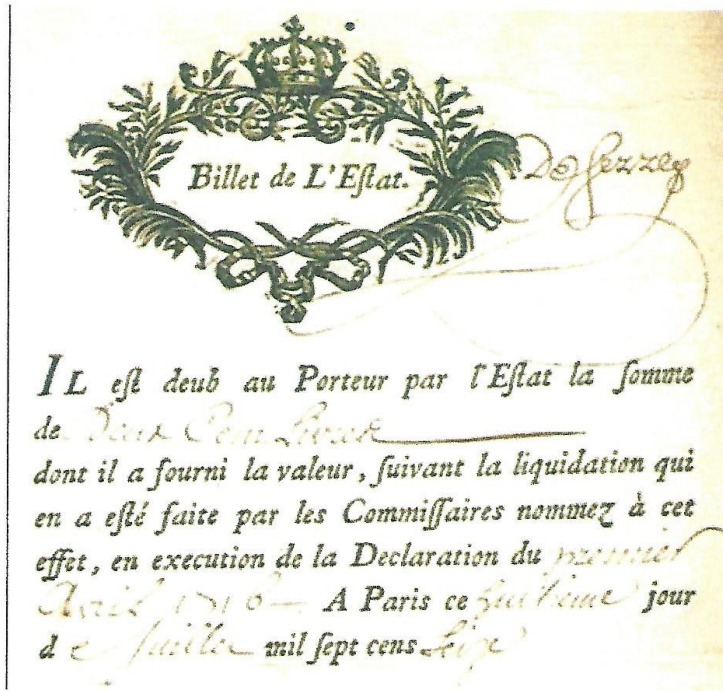 Billet de L'Eſtat.
IL eſt deub au Porteur par l'Eſtat la ſomme
de Deux Cem Livres
dont il a fourni la valeur, ſuivant la liquidation qui
en a eſté faite par les Commiſſaires nommez à cet
effet, en execution de la Declaration du premier
Avril 1716 A Paris ce huitieme jour
de Juillet mil ſept cens Seize